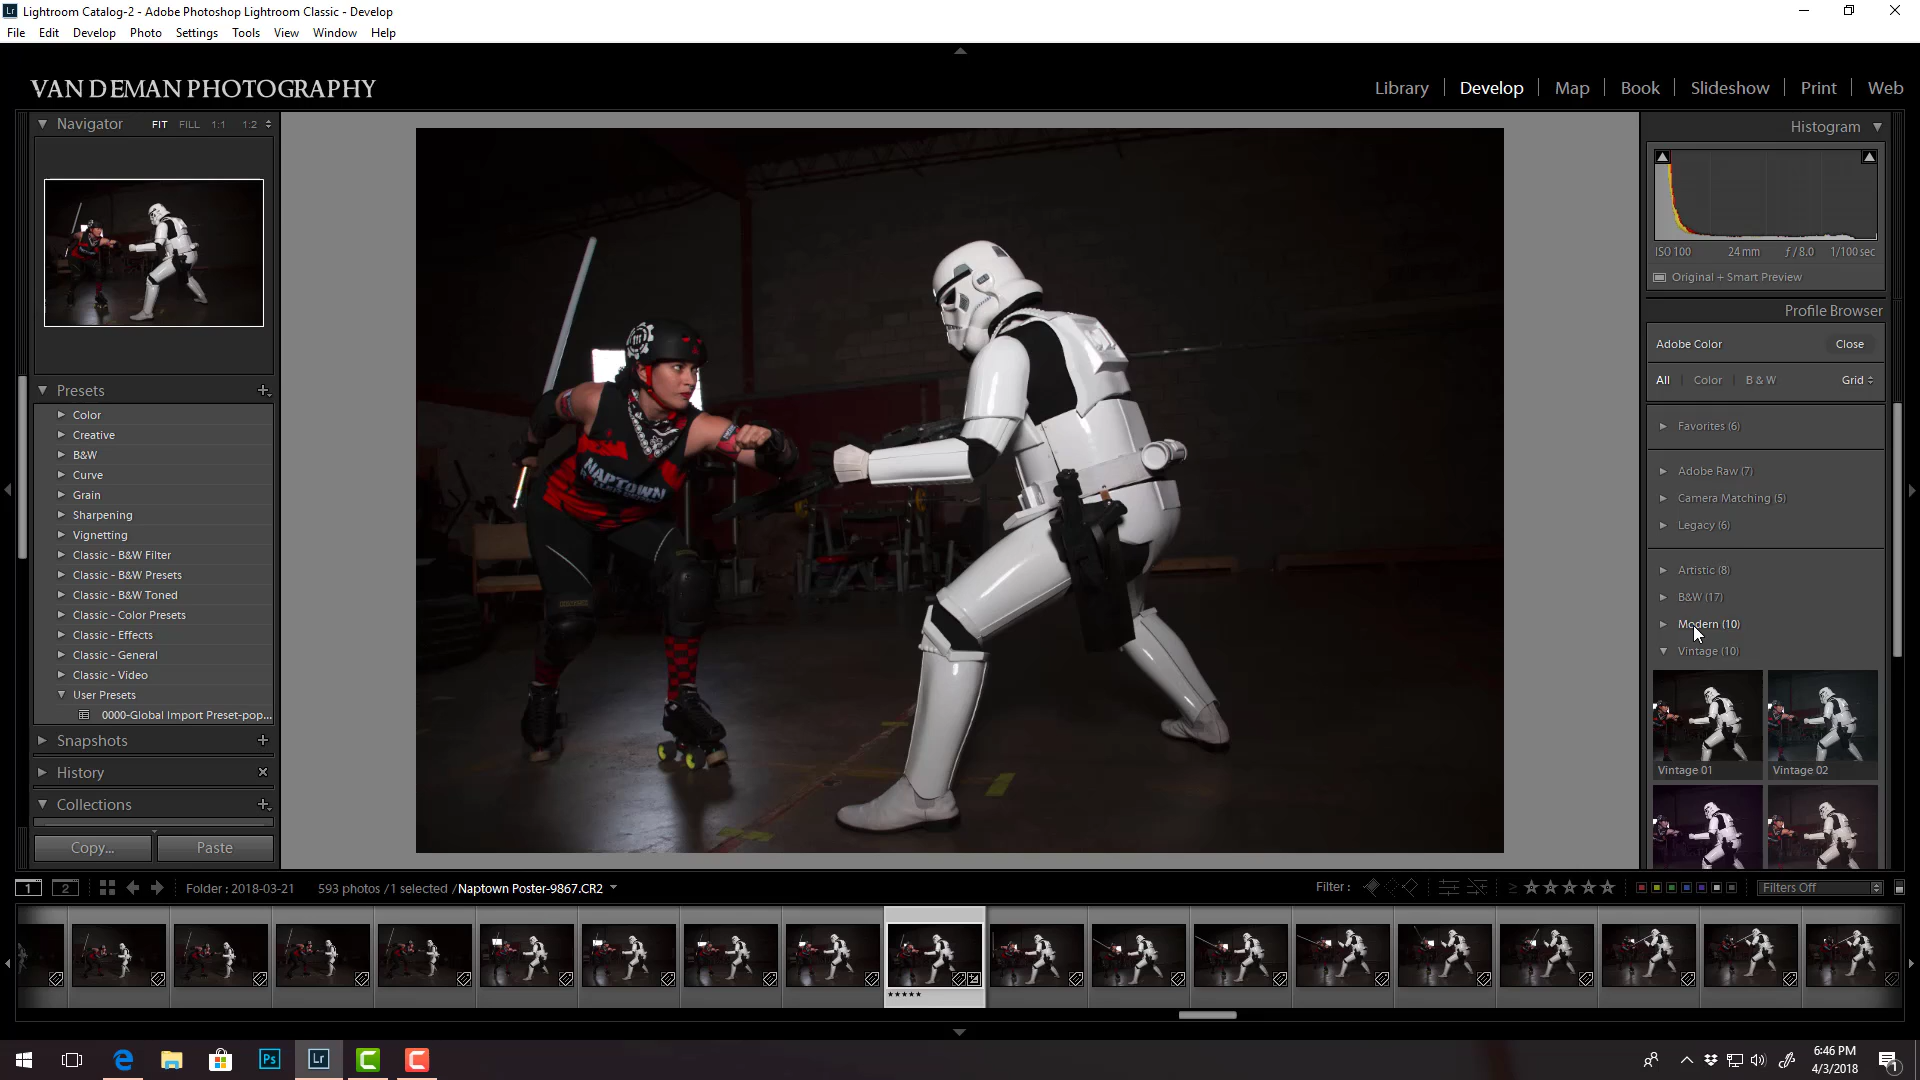 Lightroom Catalog-2 - Adobe Photoshop Lightroom Classic - Develop
File Edit Develop Photo Settings Tools View Window Help
VAN DEMAN PHOTOGRAPHY
Library Develop Map Book Slideshow Print Web
Navigator FIT FILL 1:1 1:2
Presets
Color
Creative
B&W
Curve
Grain
Sharpening
Vignetting
Classic - B&W Filter
Classic - B&W Presets
Classic - B&W Toned
Classic - Color Presets
Classic - Effects
Classic - General
Classic - Video
User Presets
0000-Global Import Preset-pop...
Snapshots
History
Collections
Copy... Paste
NAPTOWN
Histogram
ISO 100 24 mm ƒ / 8.0 1/100 sec
Original + Smart Preview
Profile Browser
Adobe Color Close
All Color B & W Grid
Favorites (6)
Adobe Raw (7)
Camera Matching (5)
Legacy (6)
Artistic (8)
B&W (17)
Modern (10)
Vintage (10)
Vintage 01 Vintage 02
1 2 Folder : 2018-03-21 593 photos / 1 selected / Naptown Poster-9867.CR2 Filter : Filters Off
Ps Lr
6:46 PM
4/3/2018
1